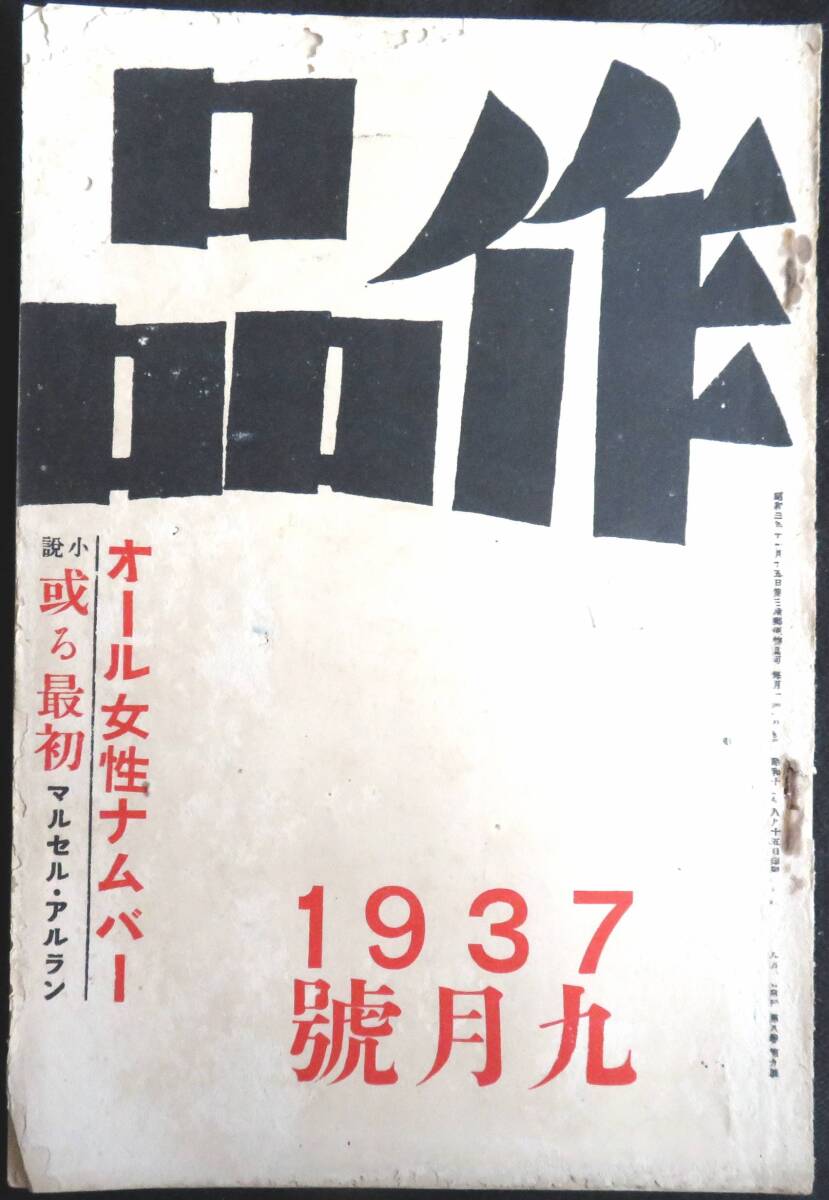 作品
オール女性ナムバー
小說 或る最初 マルセル・アルラン
1937
九月號